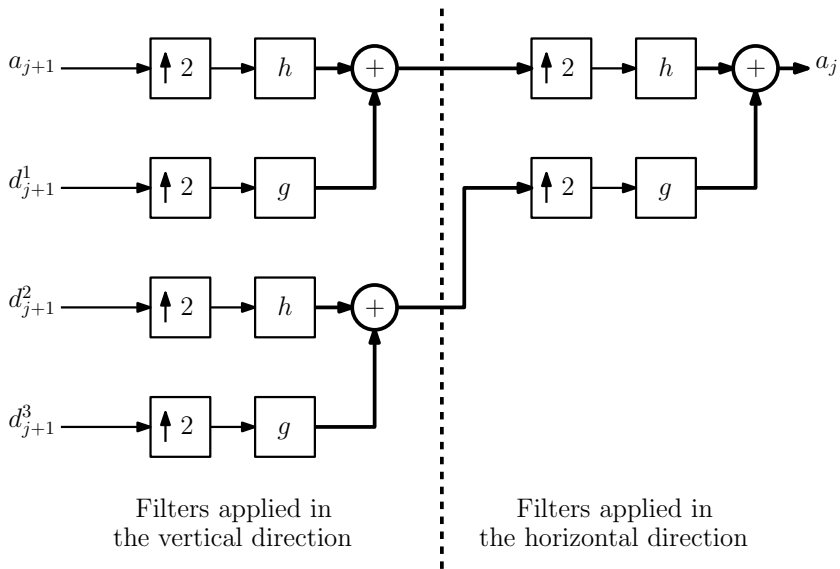 a_{j+1} ↑ 2 h + ↑ 2 h + a_j
d^1_{j+1} ↑ 2 g ↑ 2 g
d^2_{j+1} ↑ 2 h +
d^3_{j+1} ↑ 2 g
Filters applied in
the vertical direction
Filters applied in
the horizontal direction